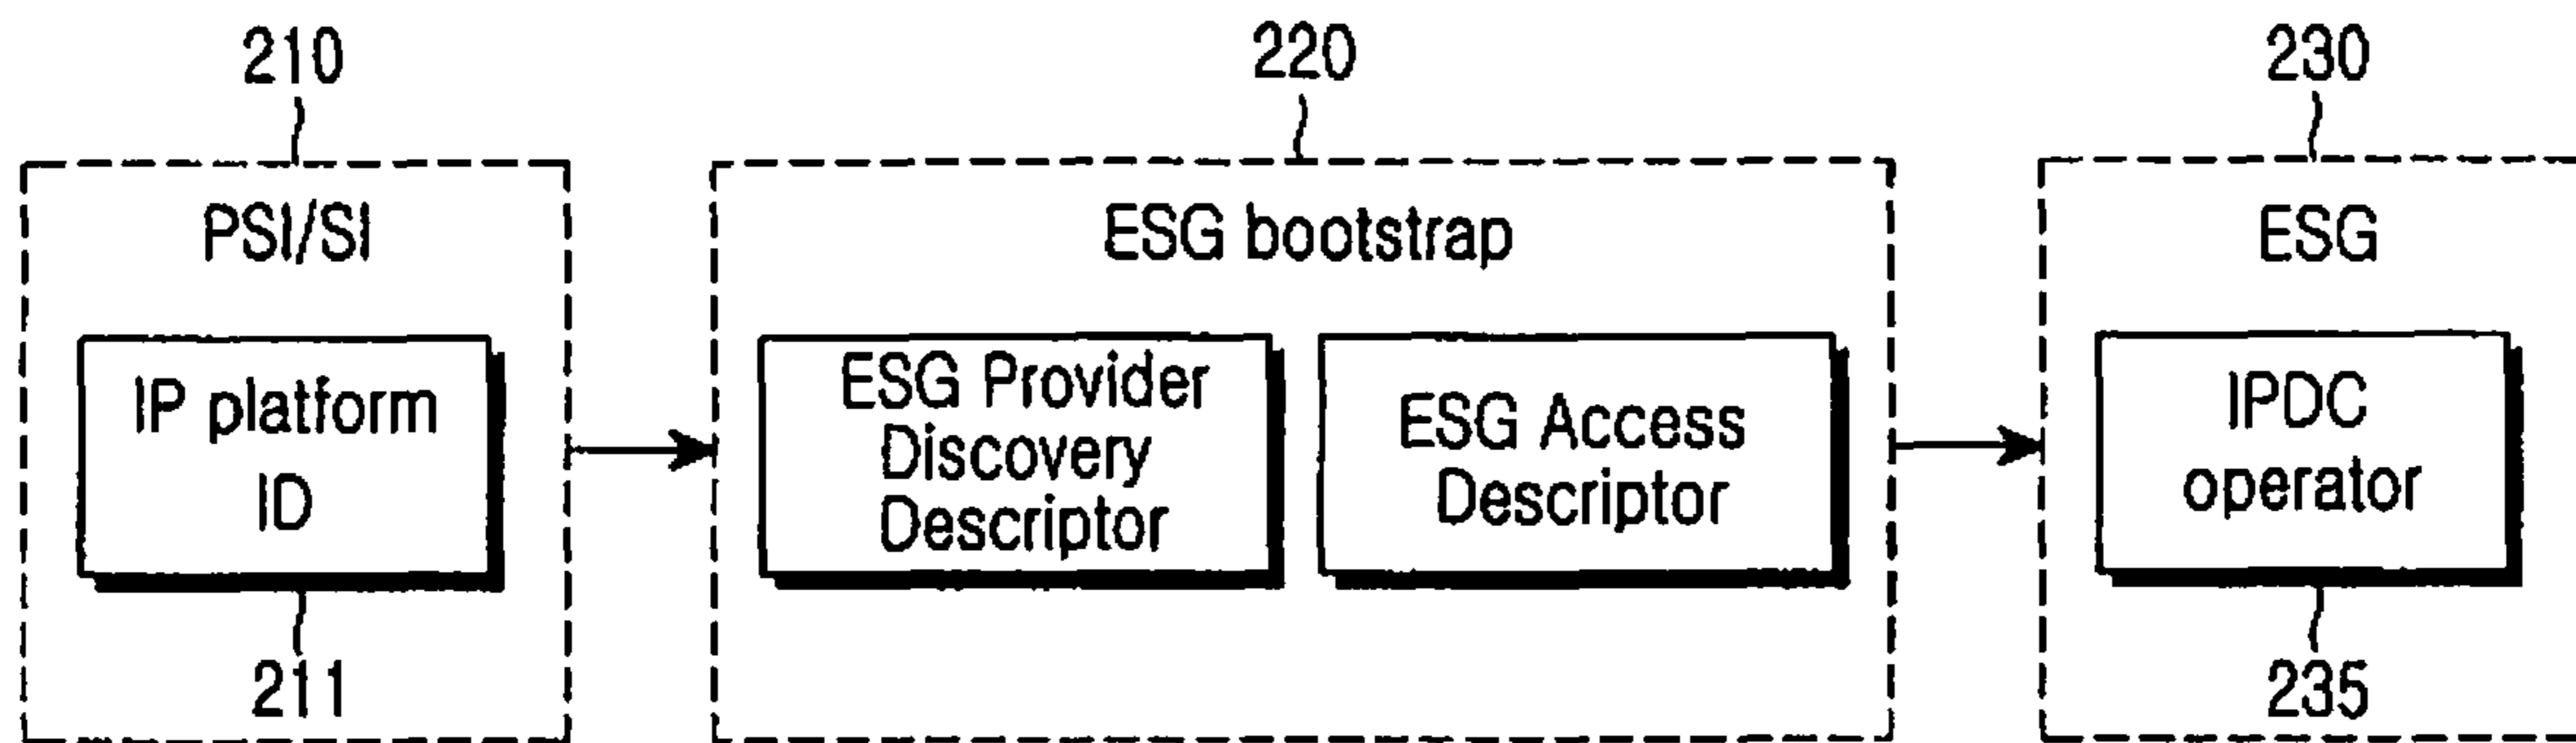 210
220
230
PSI/SI
ESG bootstrap
ESG
IP platform
ID
ESG Provider
Discovery
Descriptor
ESG Access
Descriptor
IPDC
operator
211
235